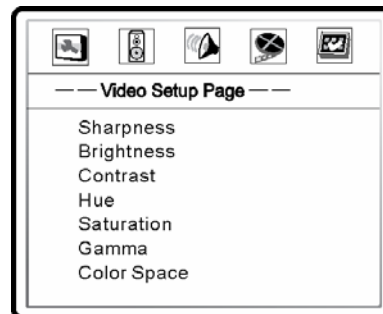 — — Video Setup Page — —
Sharpness
Brightness
Contrast
Hue
Saturation
Gamma
Color Space